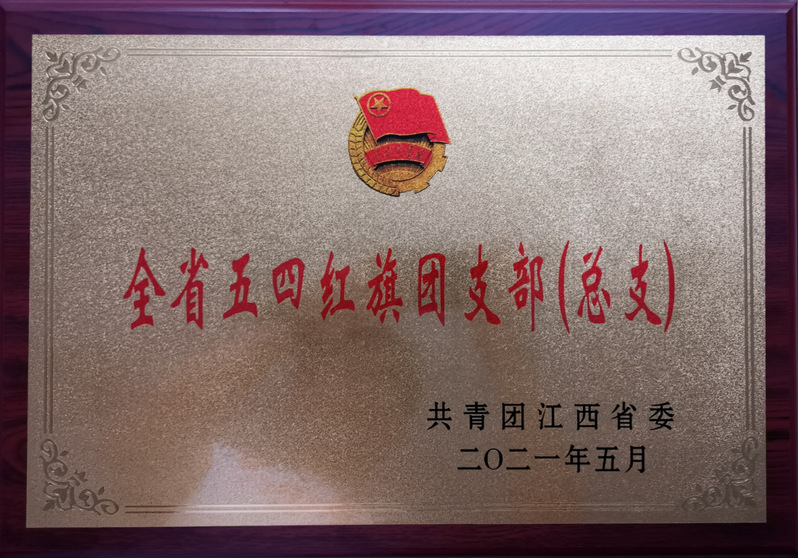 全省五四红旗团支部(总支)
共青团江西省委
二〇二一年五月